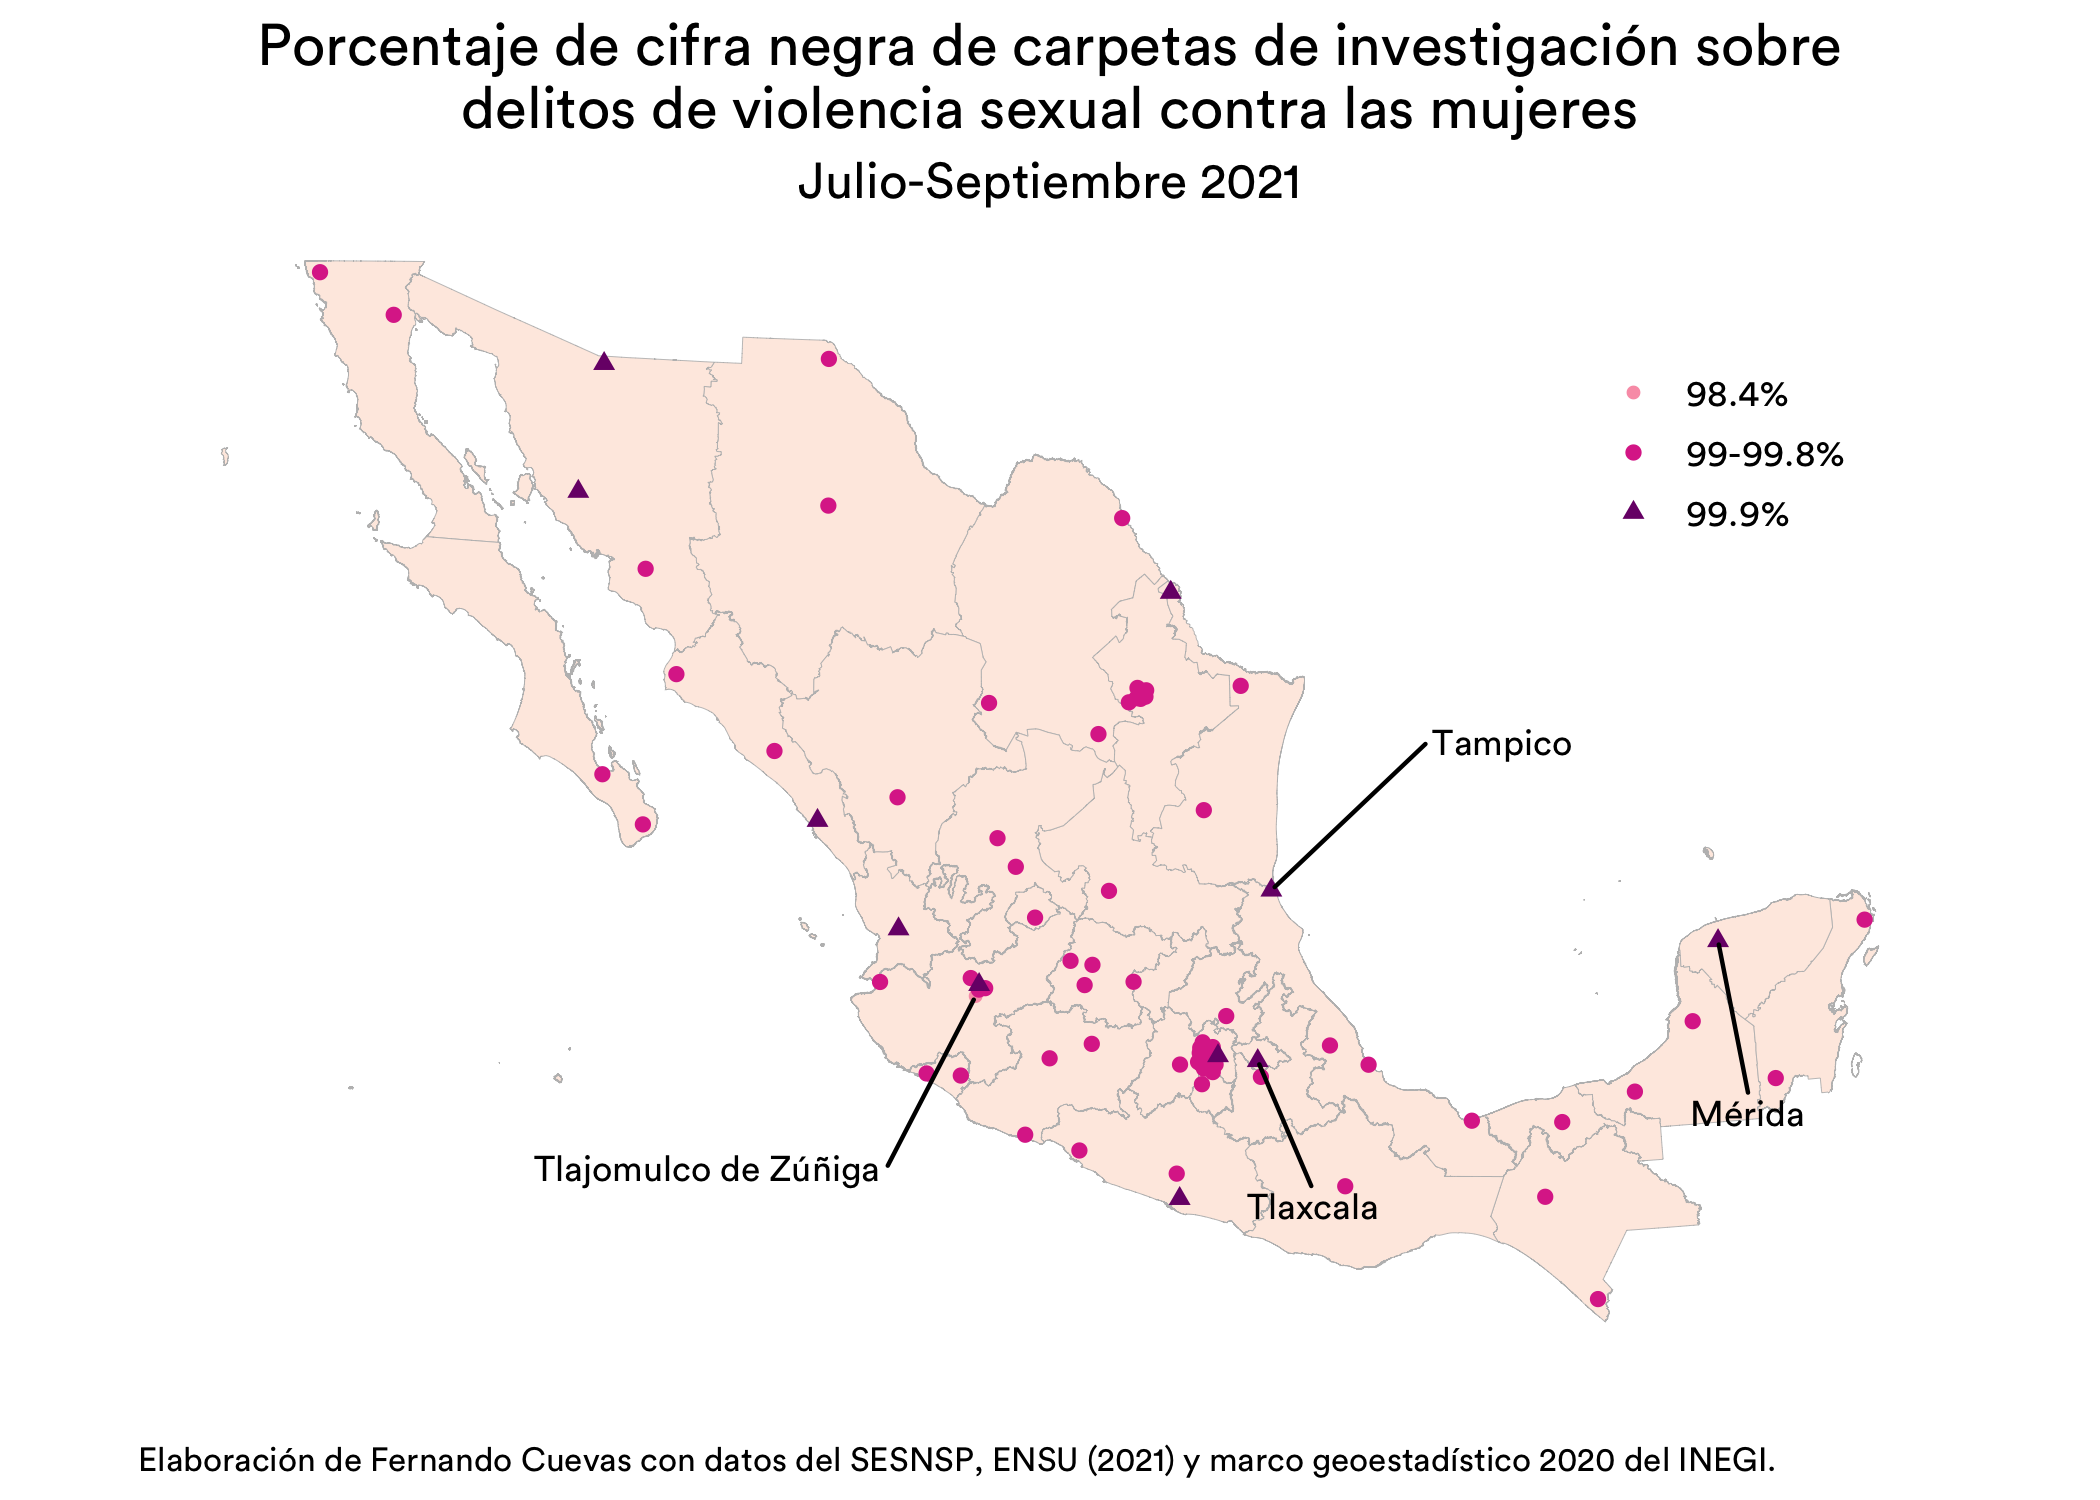 Porcentaje de cifra negra de carpetas de investigación sobre
delitos de violencia sexual contra las mujeres
Julio-Septiembre 2021
98.4%
99-99.8%
99.9%
Tampico
Mérida
Tlajomulco de Zúñiga
Tlaxcala
Elaboración de Fernando Cuevas con datos del SESNSP, ENSU (2021) y marco geoestadístico 2020 del INEGI.